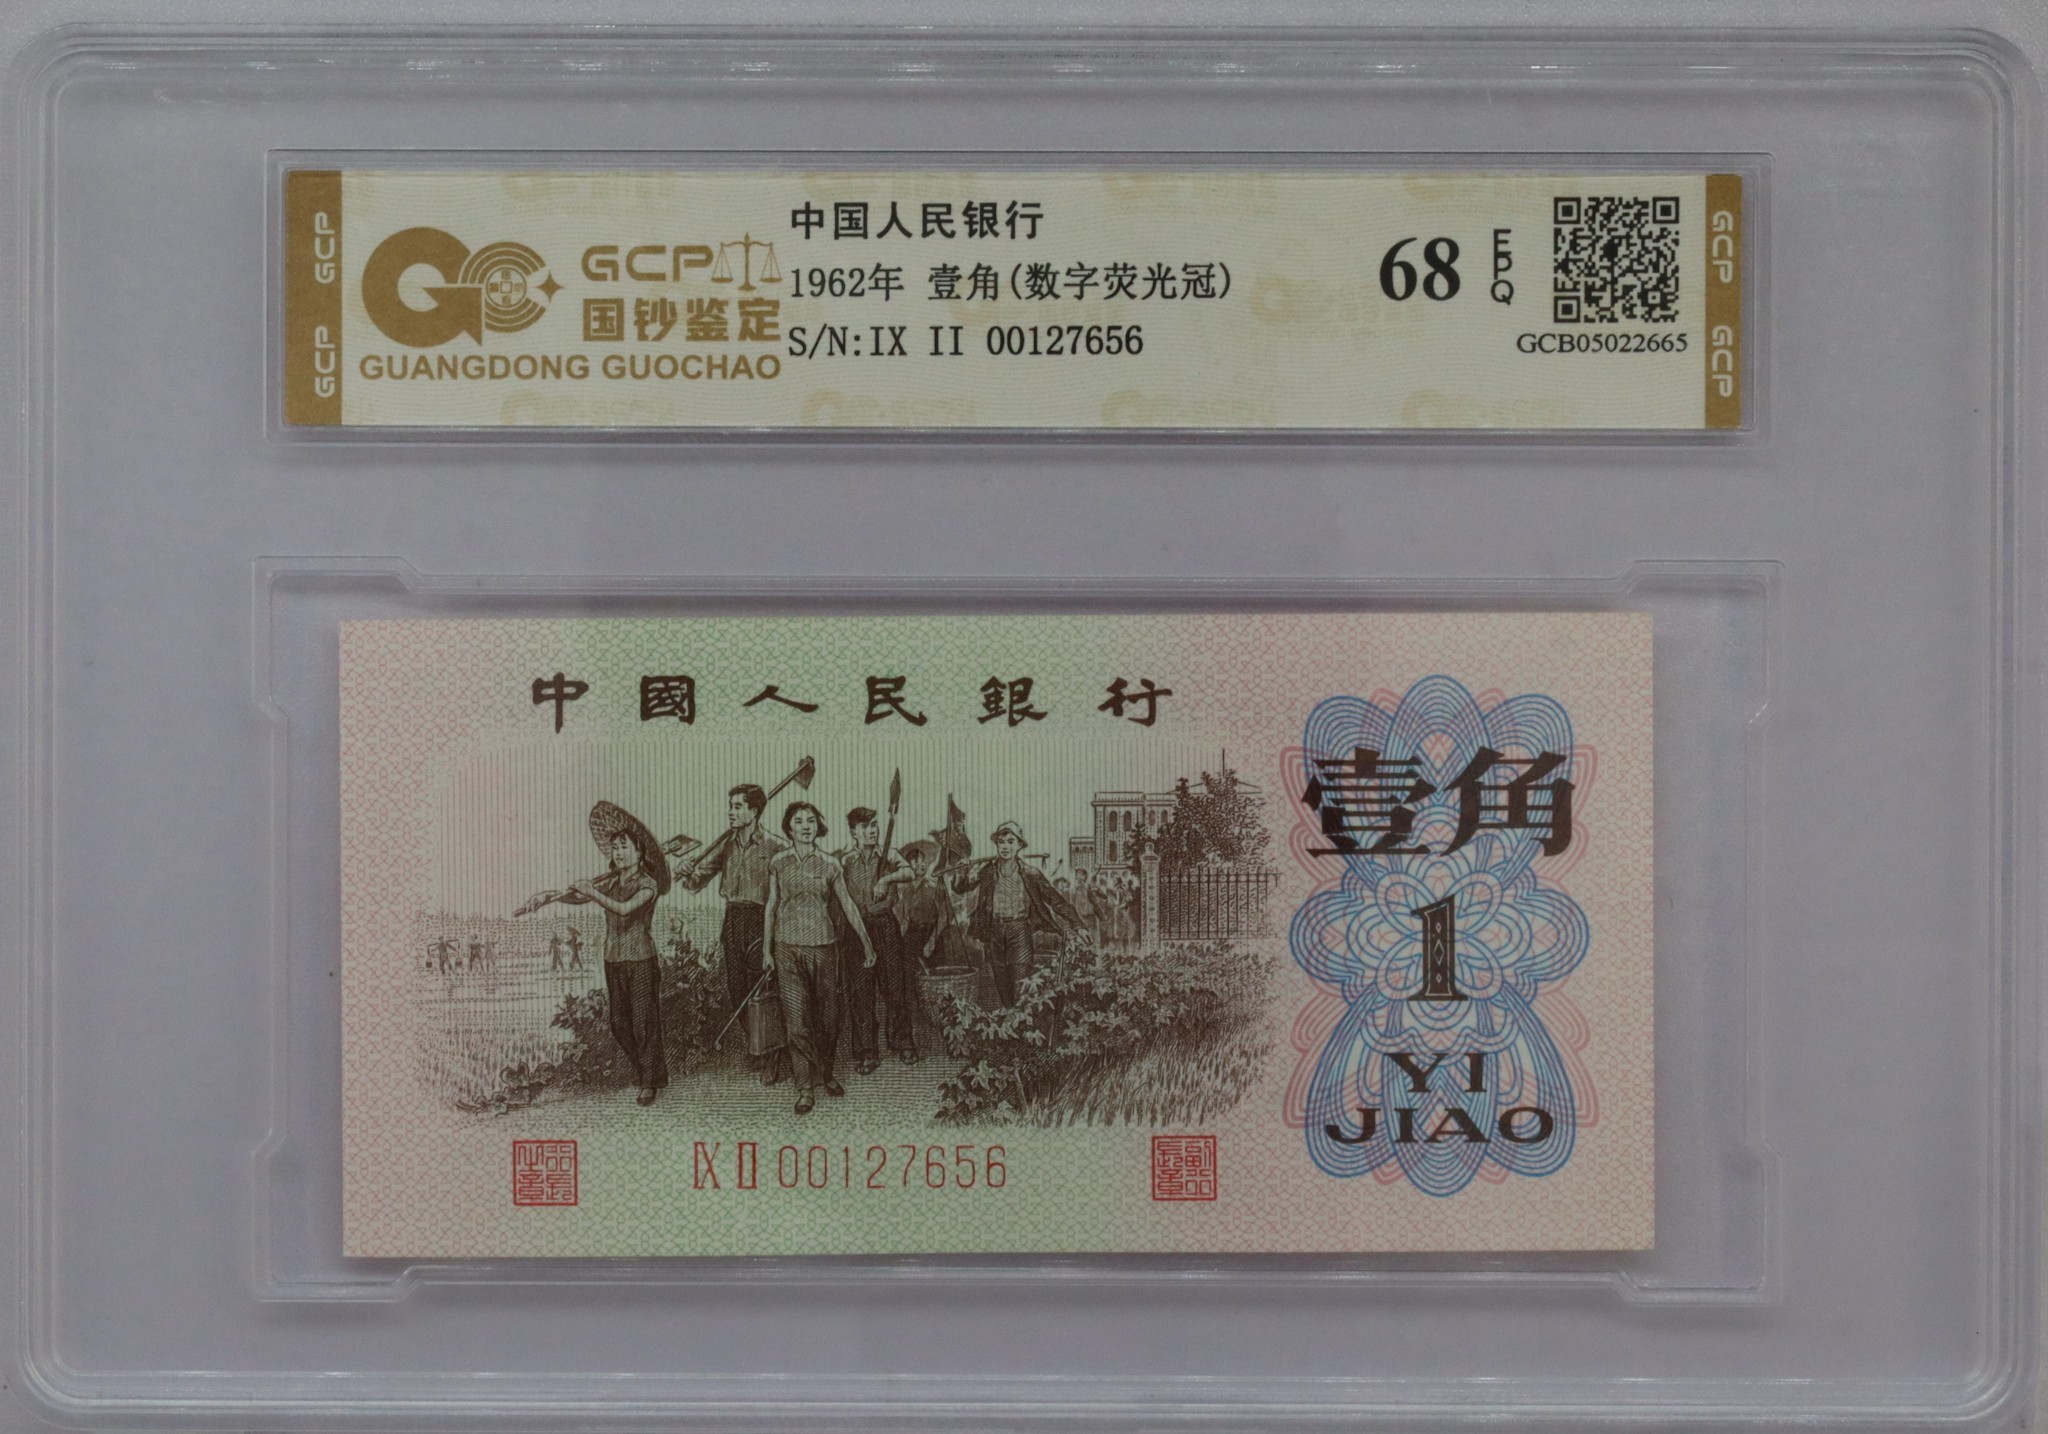 中国人民银行
GCP
国钞鉴定
GUANGDONG GUOCHAO
1962年 壹角(数字荧光冠)
S/N:IX II 00127656
68 EPQ
GCB05022665
GCP GCP
GCP GCP
中國人民銀行
壹角
1
YI
JIAO
IX II 00127656